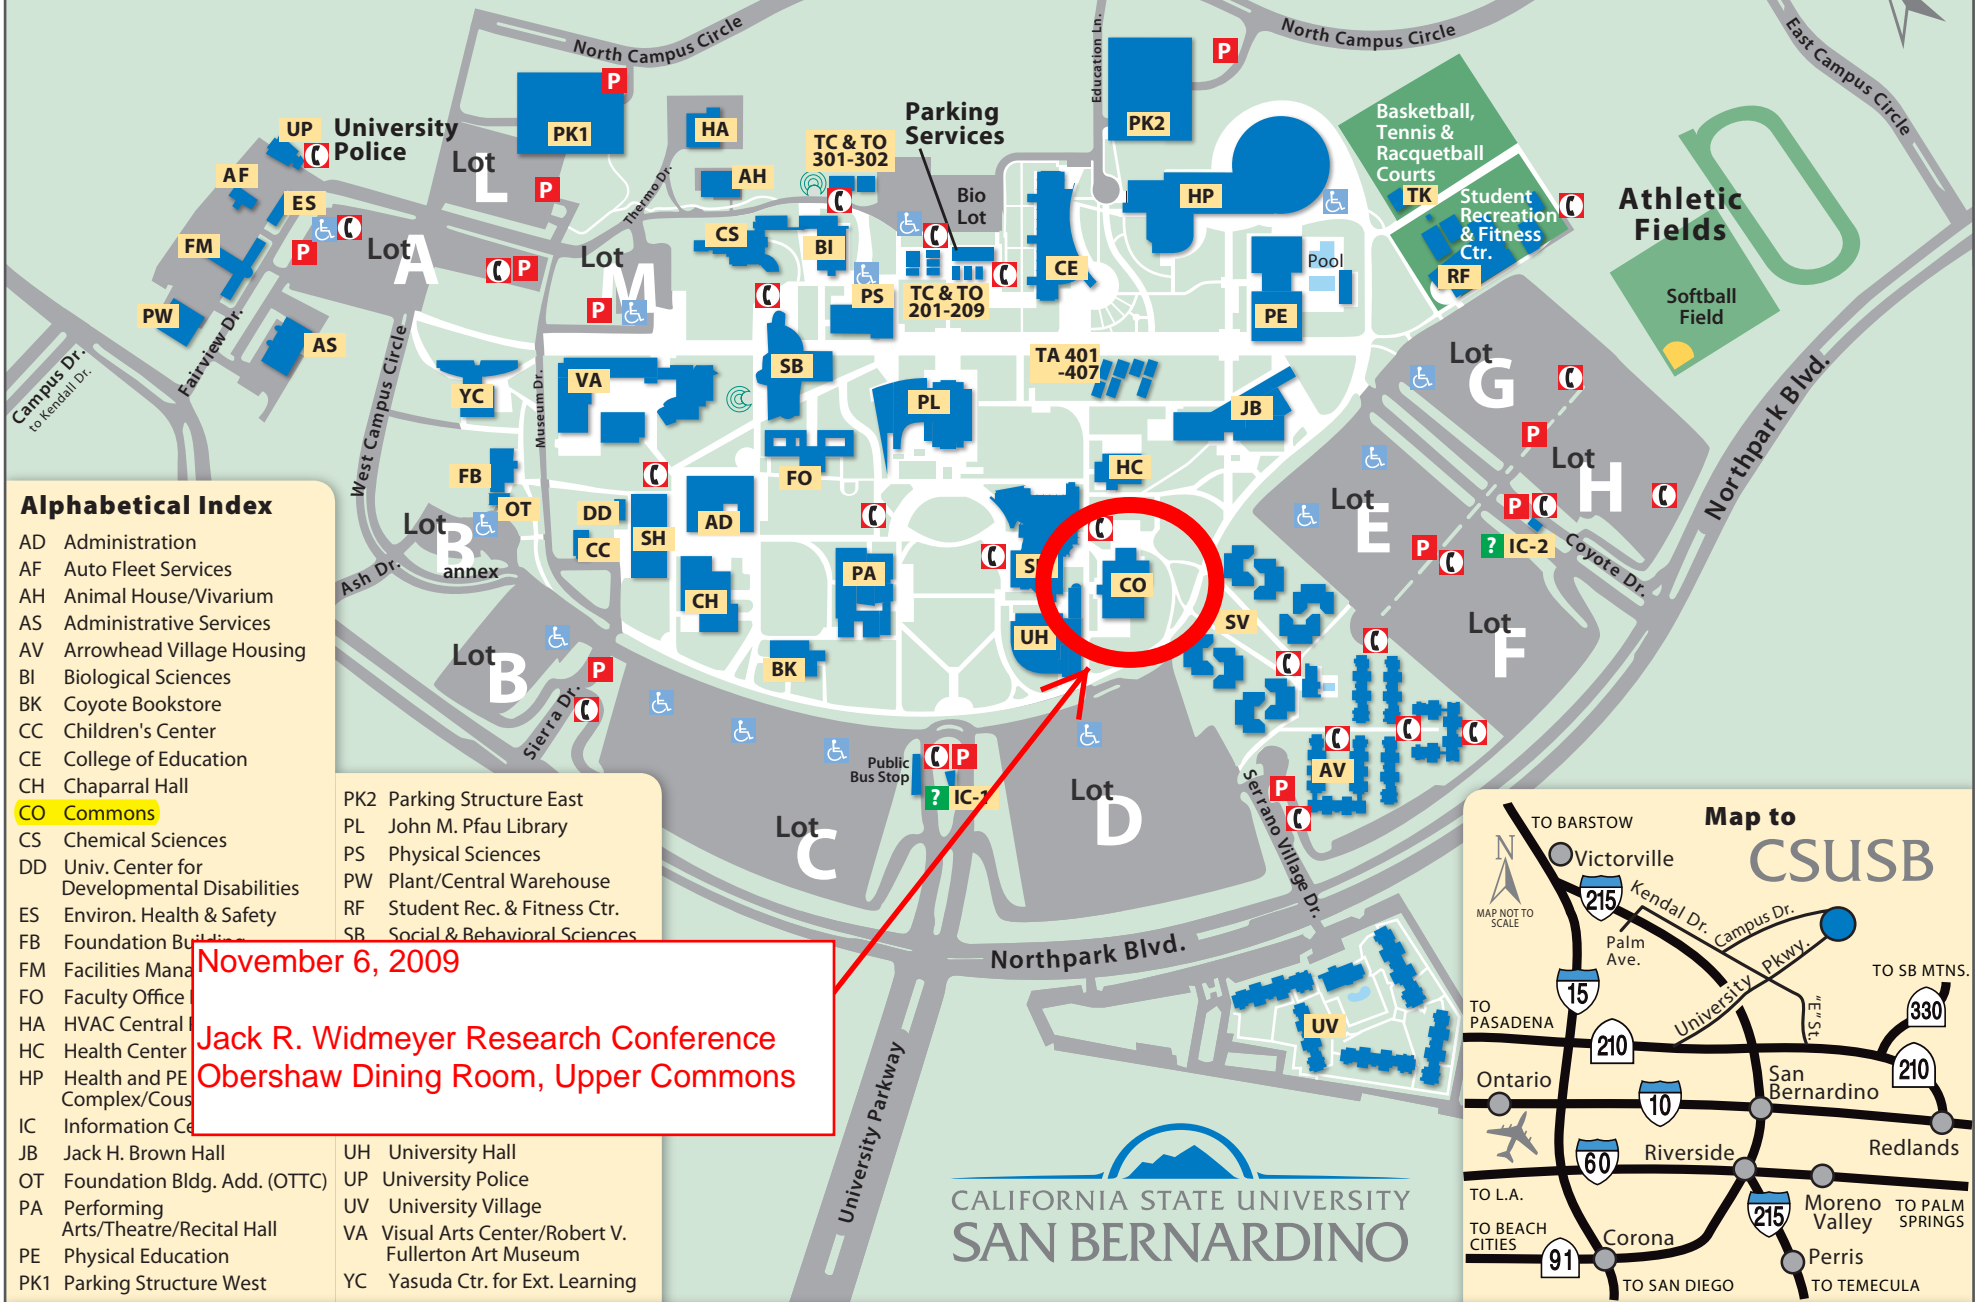 North Campus Circle
Education Ln.
North Campus Circle
East Campus Circle
P
P
PK1
HA
Parking
Services
PK2
Basketball,
Tennis &
Racquetball
Courts
UP
University
Police
Lot
L
P
TC & TO
301-302
AH
Thermo Dr.
Bio
Lot
HP
TK
Student
Recreation
& Fitness
Ctr.
RF
Athletic
Fields
Softball
Field
AF
ES
FM
P
Lot
A
P
Lot
M
P
CS
BI
PS
TC & TO
201-209
CE
Pool
PE
PW
AS
Fairview Dr.
Campus Dr.
to Kendall Dr.
West Campus Circle
YC
Museum Dr.
VA
SB
PL
TA 401
-407
JB
Lot
G
P
Lot
H
Northpark Blvd.
FB
OT
FO
HC
Lot
E
P
P
? IC-2
Coyote Dr.
Lot
B
annex
Ash Dr.
DD
CC
SH
AD
CH
PA
CO
UH
SV
Lot
F
BK
Lot
B
P
Sierra Dr.
Public
Bus Stop
P
? IC-1
Lot
C
Lot
D
P
AV
Serrano Village Dr.
Northpark Blvd.
UV
University Parkway
Alphabetical Index
AD Administration
AF Auto Fleet Services
AH Animal House/Vivarium
AS Administrative Services
AV Arrowhead Village Housing
BI Biological Sciences
BK Coyote Bookstore
CC Children's Center
CE College of Education
CH Chaparral Hall
CO Commons
CS Chemical Sciences
DD Univ. Center for
Developmental Disabilities
ES Environ. Health & Safety
FB Foundation Building
FM Facilities
FO Faculty Office
HA HVAC Central
HC Health Center
HP Health and PE
IC Information
JB Jack H. Brown Hall
OT Foundation Bldg. Add. (OTTC)
PA Performing
Arts/Theatre/Recital Hall
PE Physical Education
PK1 Parking Structure West
PK2 Parking Structure East
PL John M. Pfau Library
PS Physical Sciences
PW Plant/Central Warehouse
RF Student Rec. & Fitness Ctr.
SB Social & Behavioral Sciences
UH University Hall
UP University Police
UV University Village
VA Visual Arts Center/Robert V.
Fullerton Art Museum
YC Yasuda Ctr. for Ext. Learning
November 6, 2009
Jack R. Widmeyer Research Conference
Obershaw Dining Room, Upper Commons
CALIFORNIA STATE UNIVERSITY
SAN BERNARDINO
Map to
CSUSB
TO BARSTOW
N
MAP NOT TO
SCALE
Victorville
215
Kendal Dr.
Campus Dr.
Palm
Ave.
University Pkwy.
"E" St.
TO SB MTNS.
330
15
TO
PASADENA
210
210
Ontario
10
San
Bernardino
Redlands
Riverside
60
TO L.A.
Moreno
Valley
TO PALM
SPRINGS
215
TO BEACH
CITIES
91
Corona
Perris
TO SAN DIEGO
TO TEMECULA